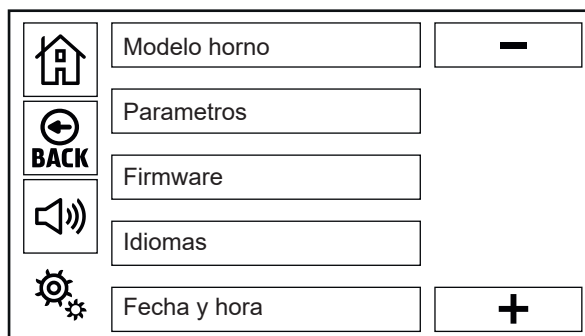 Modelo horno
−
Parametros
BACK
Firmware
Idiomas
Fecha y hora
+